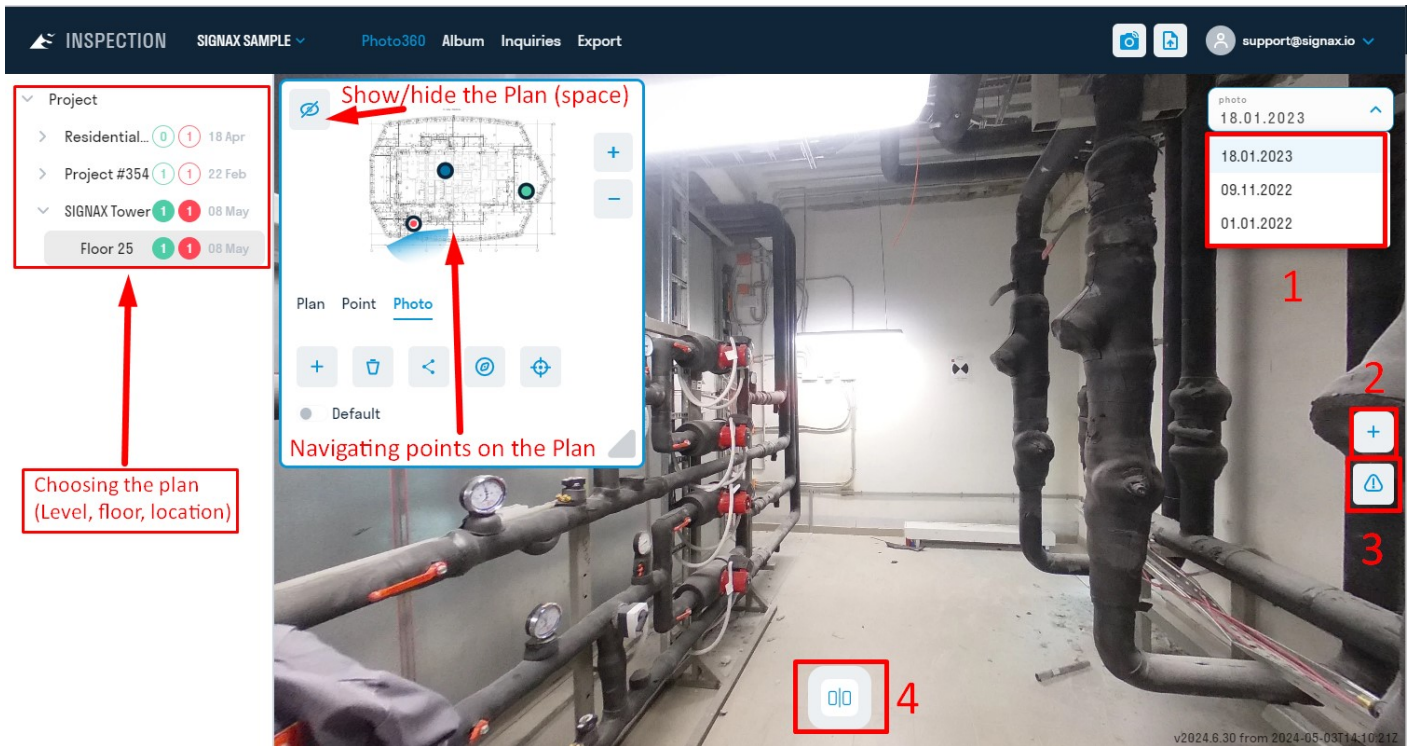 INSPECTION SIGNAX SAMPLE Photo360 Album Inquiries Export support@signax.io
Project
Residential... 0 1 18 Apr
Project #354 1 1 22 Feb
SIGNAX Tower 1 1 08 May
Floor 25 1 1 08 May
Choosing the plan
(Level, floor, location)
Show/hide the Plan (space)
+
−
Plan Point Photo
+
Default
Navigating points on the Plan
photo
18.01.2023
18.01.2023
09.11.2022
01.01.2022
1
2
+
3
4
v2024.6.30 from 2024-05-03T14:10:21Z